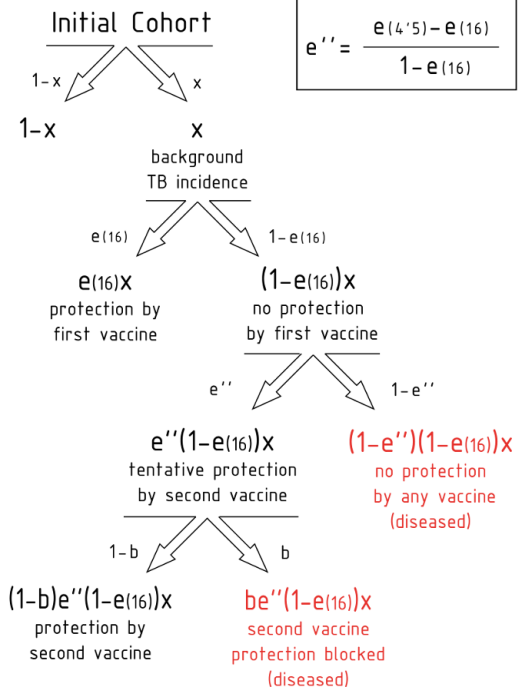 Initial Cohort
e'' = e(4'5)-e(16)
1-e(16)
1-x
x
1-x
x
background
TB incidence
e(16)
1-e(16)
e(16)x
(1-e(16))x
protection by
first vaccine
no protection
by first vaccine
e''
1-e''
e''(1-e(16))x
(1-e'')(1-e(16))x
tentative protection
by second vaccine
no protection
by any vaccine
(diseased)
1-b
b
(1-b)e''(1-e(16))x
be''(1-e(16))x
protection by
second vaccine
second vaccine
protection blocked
(diseased)